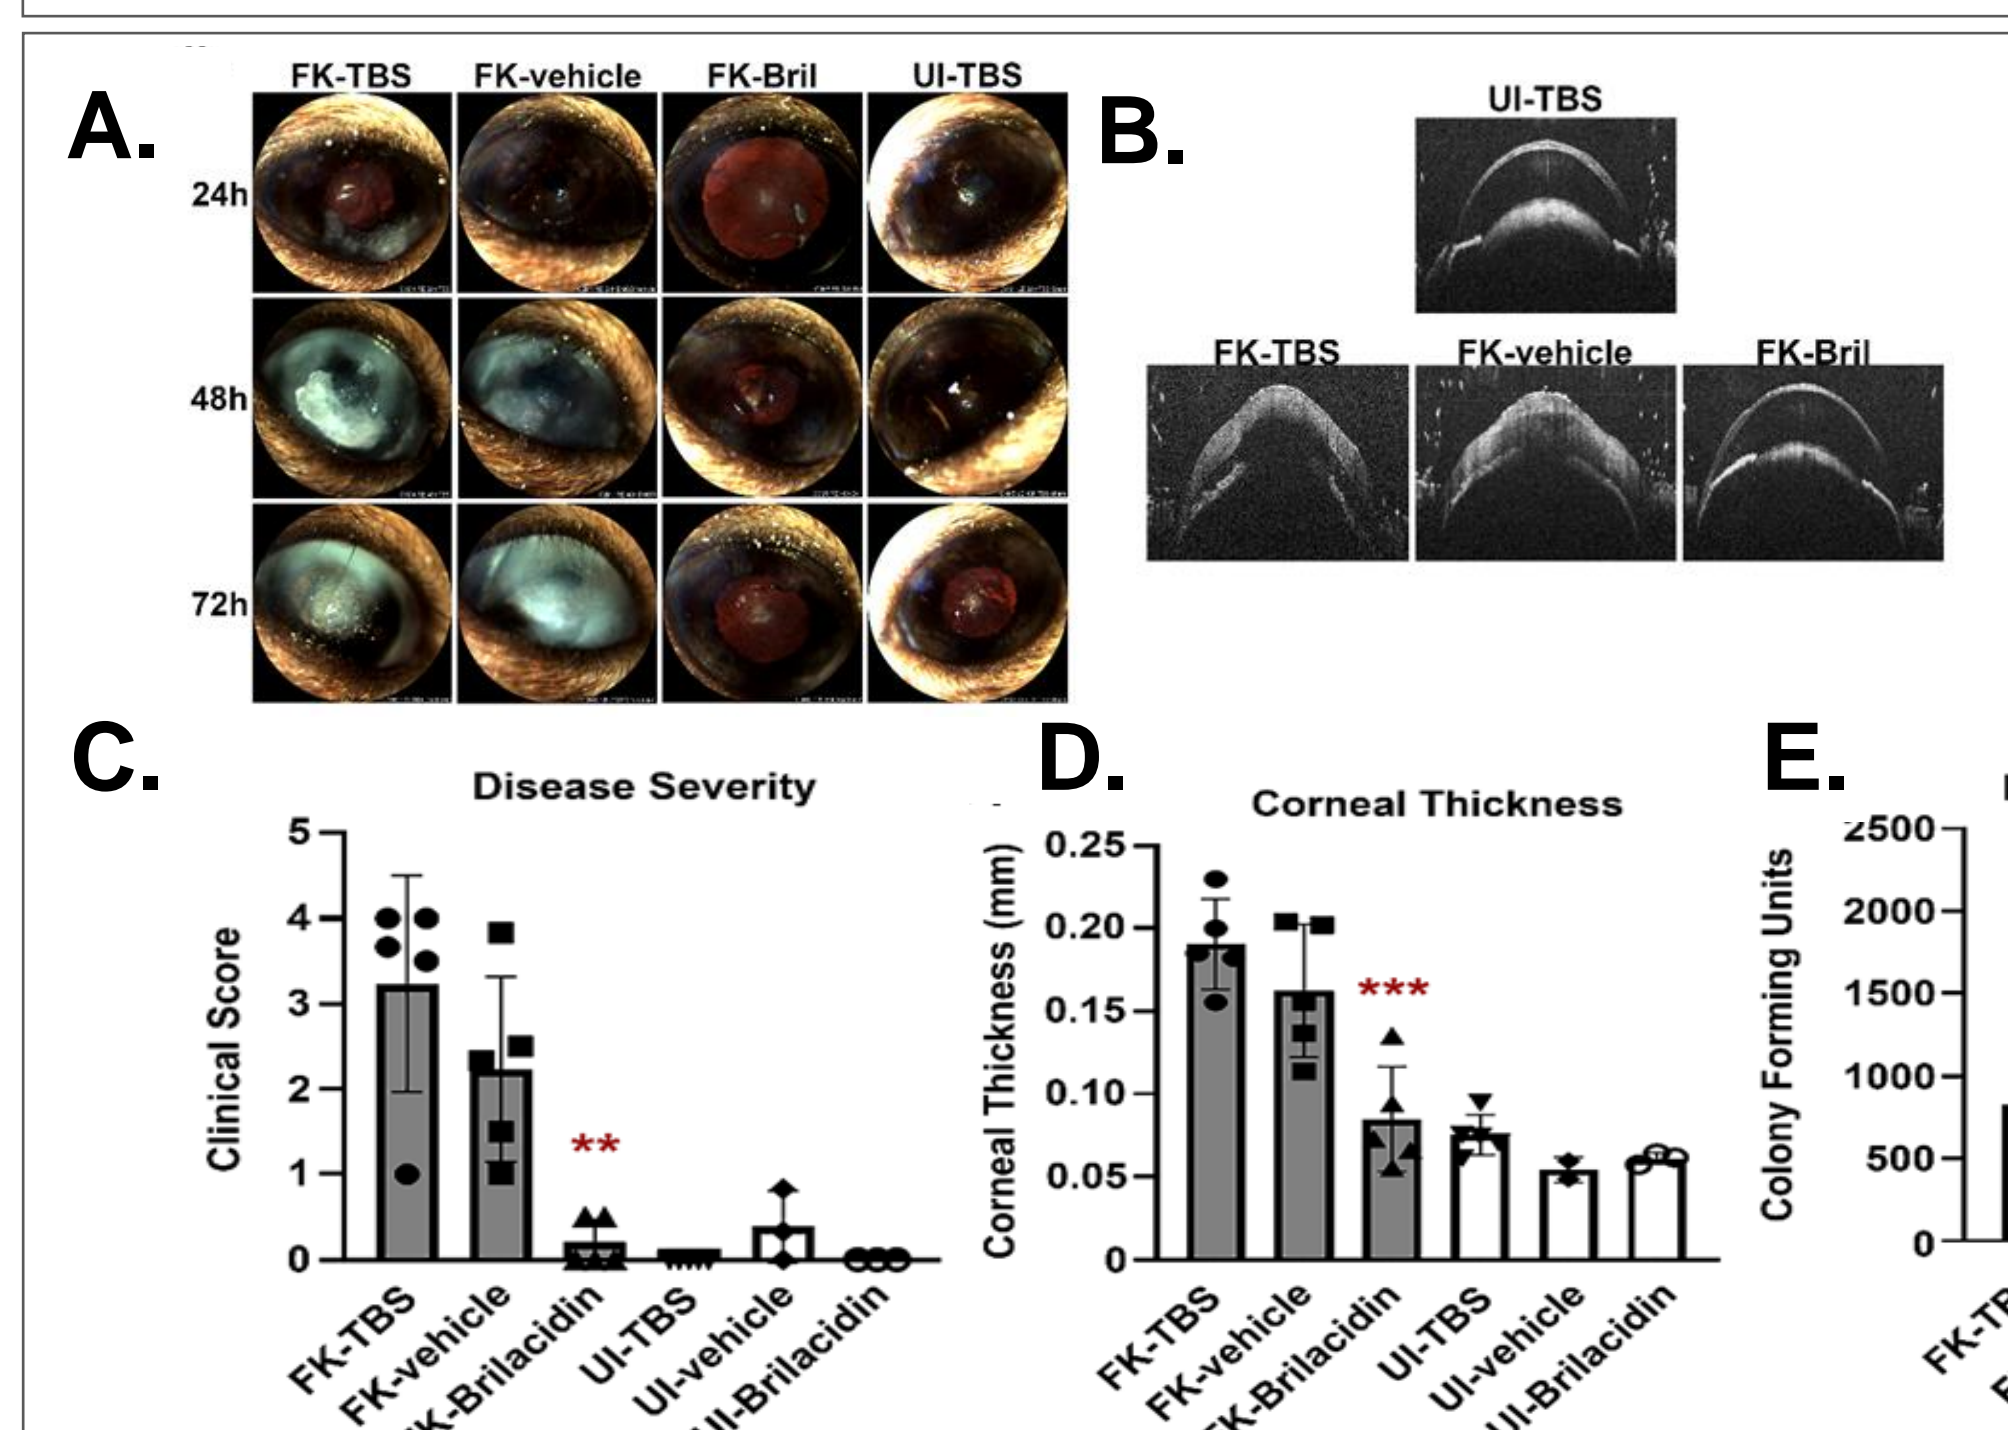 A.
FK-TBS FK-vehicle FK-Bril UI-TBS
24h
48h
72h
B.
UI-TBS
FK-TBS FK-vehicle FK-Bril
C.
Disease Severity
Clinical Score
5
4
3
2
1
0
**
FK-TBS
FK-vehicle
FK-Brilacidin
UI-TBS
UI-vehicle
UI-Brilacidin
D.
Corneal Thickness
Corneal Thickness (mm)
0.25
0.20
0.15
0.10
0.05
0
***
FK-TBS
FK-vehicle
FK-Brilacidin
UI-TBS
UI-vehicle
UI-Brilacidin
E.
Colony Forming Units
2500
2000
1500
1000
500
0
FK-TB